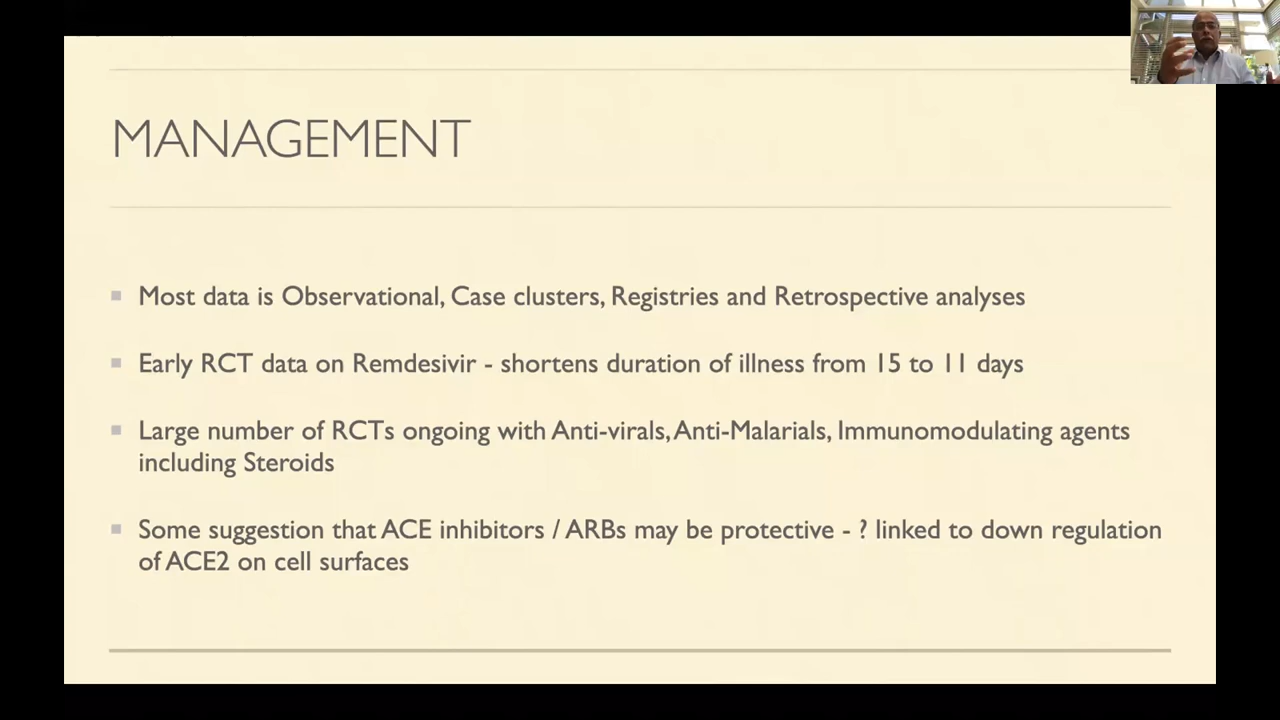 MANAGEMENT
Most data is Observational, Case clusters, Registries and Retrospective analyses
Early RCT data on Remdesivir - shortens duration of illness from 15 to 11 days
Large number of RCTs ongoing with Anti-virals, Anti-Malarials, Immunomodulating agents
including Steroids
Some suggestion that ACE inhibitors / ARBs may be protective - ? linked to down regulation
of ACE2 on cell surfaces